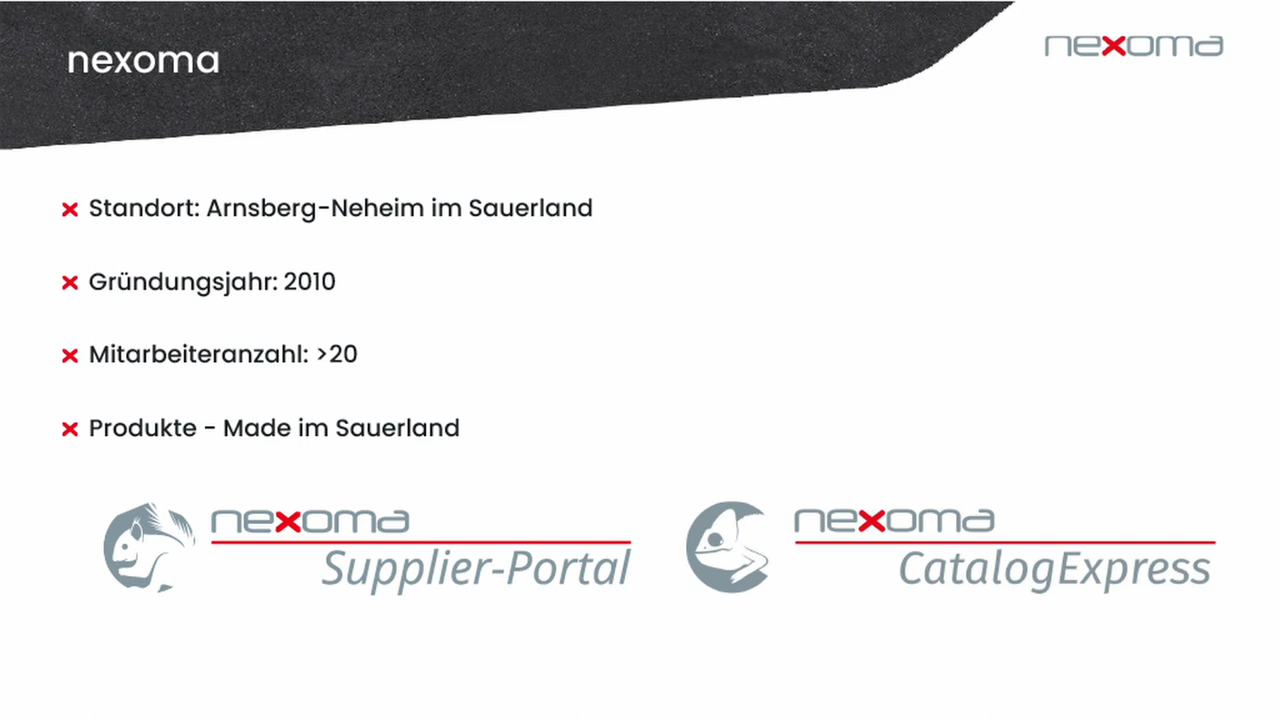 nexoma
nexoma
Standort: Arnsberg-Neheim im Sauerland
Gründungsjahr: 2010
Mitarbeiteranzahl: >20
Produkte - Made im Sauerland
nexoma
Supplier-Portal
nexoma
CatalogExpress